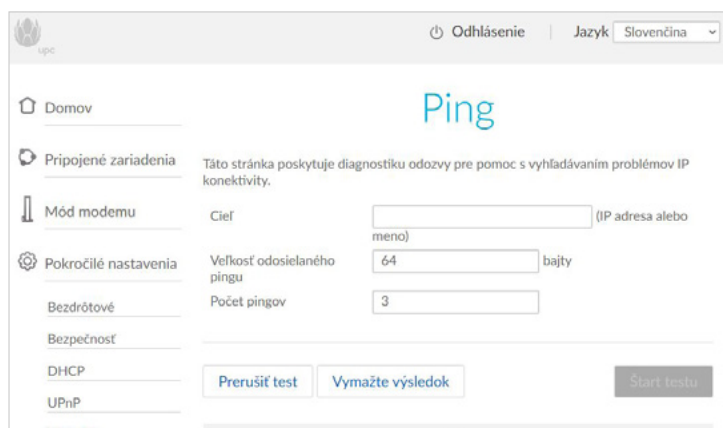 upc
Odhlásenie
Jazyk
Slovenčina
Domov
Pripojené zariadenia
Mód modemu
Pokročilé nastavenia
Bezdrôtové
Bezpečnosť
DHCP
UPnP
Ping
Táto stránka poskytuje diagnostiku odozvy pre pomoc s vyhľadávaním problémov IP
konektivity.
Cieľ
(IP adresa alebo
meno)
Veľkosť odosielaného
pingu
64
bajty
Počet pingov
3
Prerušiť test
Vymažte výsledok
Štart testu